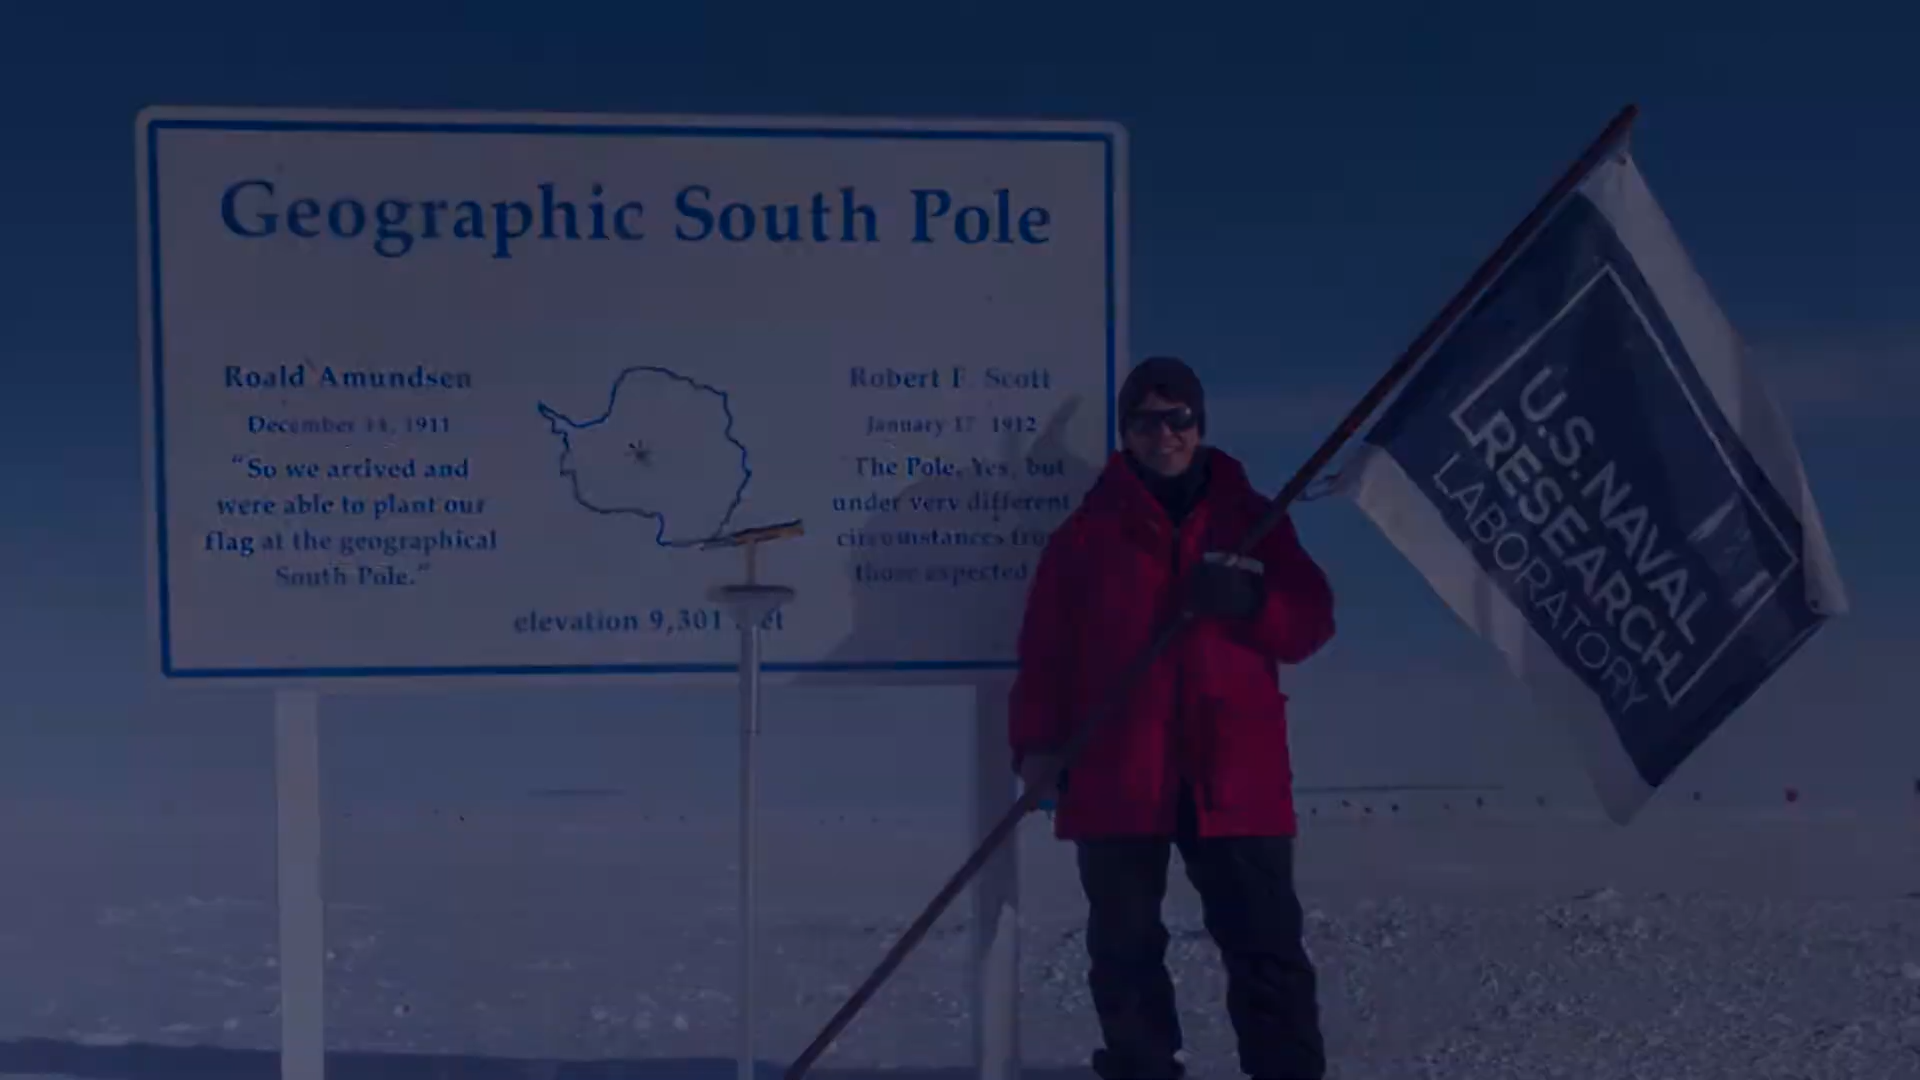 Geographic South Pole
Roald Amundsen
December 14, 1911
"So we arrived and
were able to plant our
flag at the geographical
South Pole."
Robert F. Scott
January 17 1912
The Pole. Yes, but
under very different
circumstances from
those expected
elevation 9,301
U.S. NAVAL
RESEARCH
LABORATORY